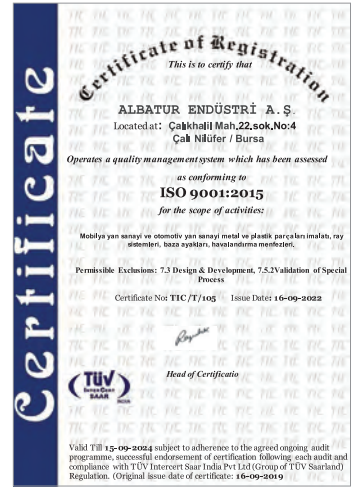 Certificate
Certificate of Registration
This is to certify that
ALBATUR ENDÜSTRİ A.Ş.
Located at: Çalıkhalil Mah,22,sok,No:4
Çalı Nilüfer / Bursa
Operates a quality management system which has been assessed
as conforming to
ISO 9001:2015
for the scope of activities:
Mobilya yan sanayi ve otomotiv yan sanayi metal ve plastik parçaları imalatı, ray
sistemleri, baza ayakları, havalandırma menfezleri.
Permissible Exclusions: 7.3 Design & Development, 7.5.2Validation of Special
Process
Certificate No: TIC/T/105 Issue Date: 16-09-2022
Head of Certificatio
TÜV
INTERCERT
SAAR
Valid Till 15-09-2024 subject to adherence to the agreed ongoing audit
programme, successful endorsement of certification following each audit and
compliance with TÜV Intercert Saar India Pvt Ltd (Group of TÜV Saarland)
Regulation. (Original issue date of certificate: 16-09-2019